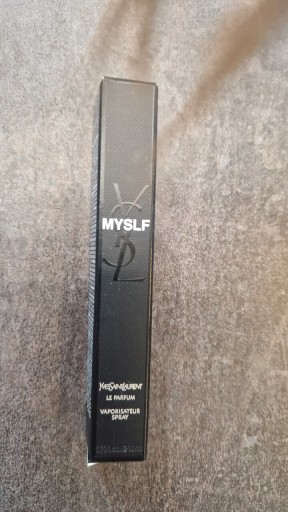 MYSLF
YVESSAINTLAURENT
LE PARFUM
VAPORISATEUR
SPRAY